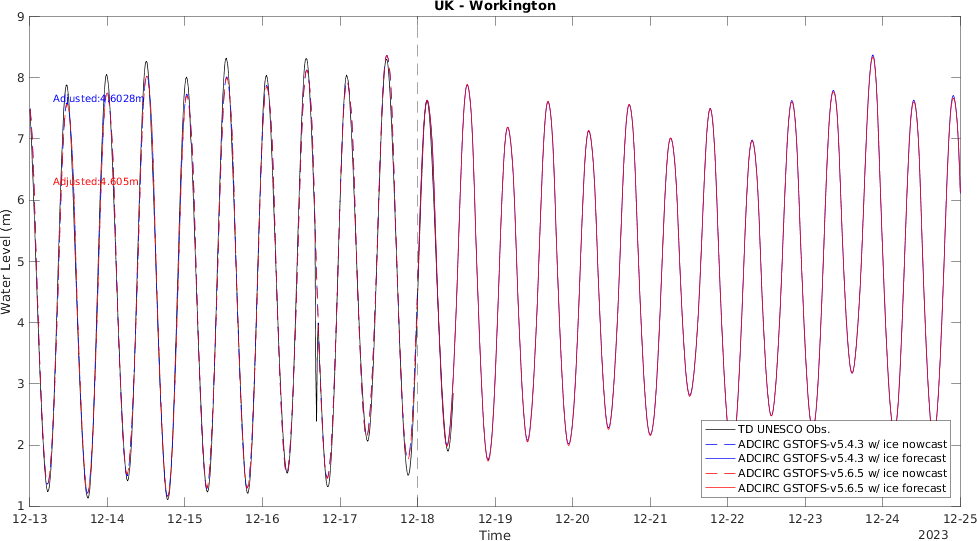 UK - Workington
9
8
7
6
5
4
3
2
1
Water Level (m)
Adjusted:4.6028m
Adjusted:4.605m
TD UNESCO Obs.
ADCIRC GSTOFS-v5.4.3 w/ ice nowcast
ADCIRC GSTOFS-v5.4.3 w/ ice forecast
ADCIRC GSTOFS-v5.6.5 w/ ice nowcast
ADCIRC GSTOFS-v5.6.5 w/ ice forecast
12-13 12-14 12-15 12-16 12-17 12-18 12-19 12-20 12-21 12-22 12-23 12-24 12-25
Time 2023